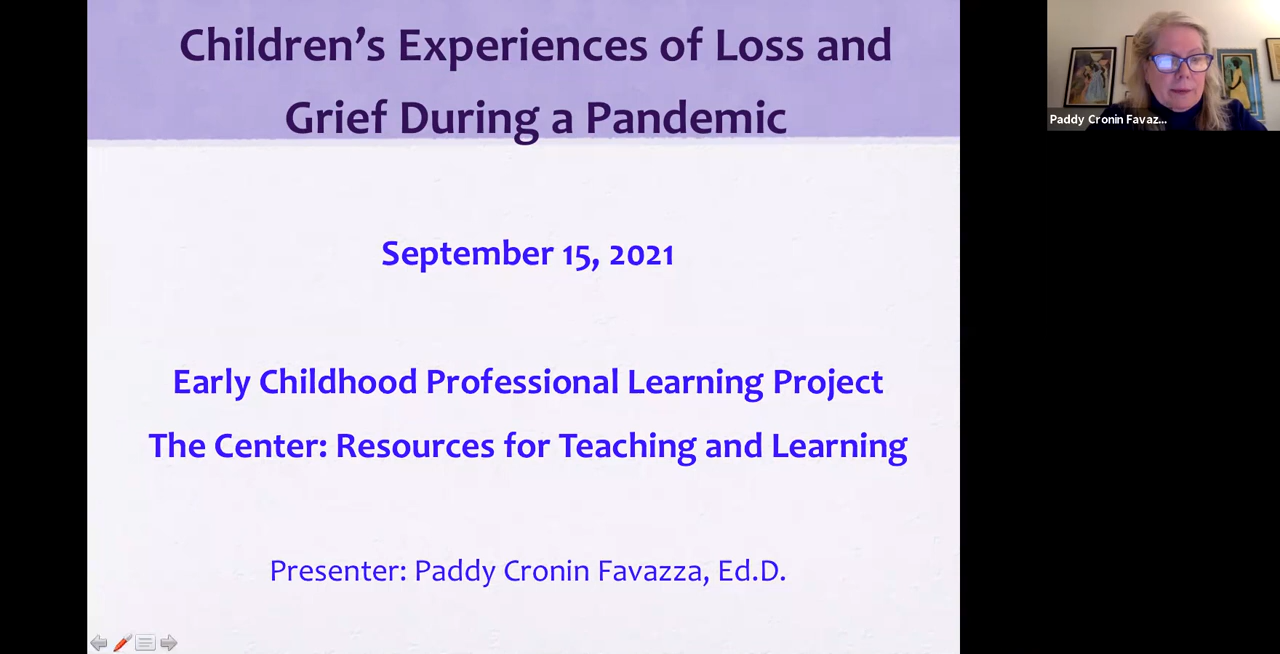 Children’s Experiences of Loss and
Grief During a Pandemic
September 15, 2021
Early Childhood Professional Learning Project
The Center: Resources for Teaching and Learning
Presenter: Paddy Cronin Favazza, Ed.D.
Paddy Cronin Favaz...